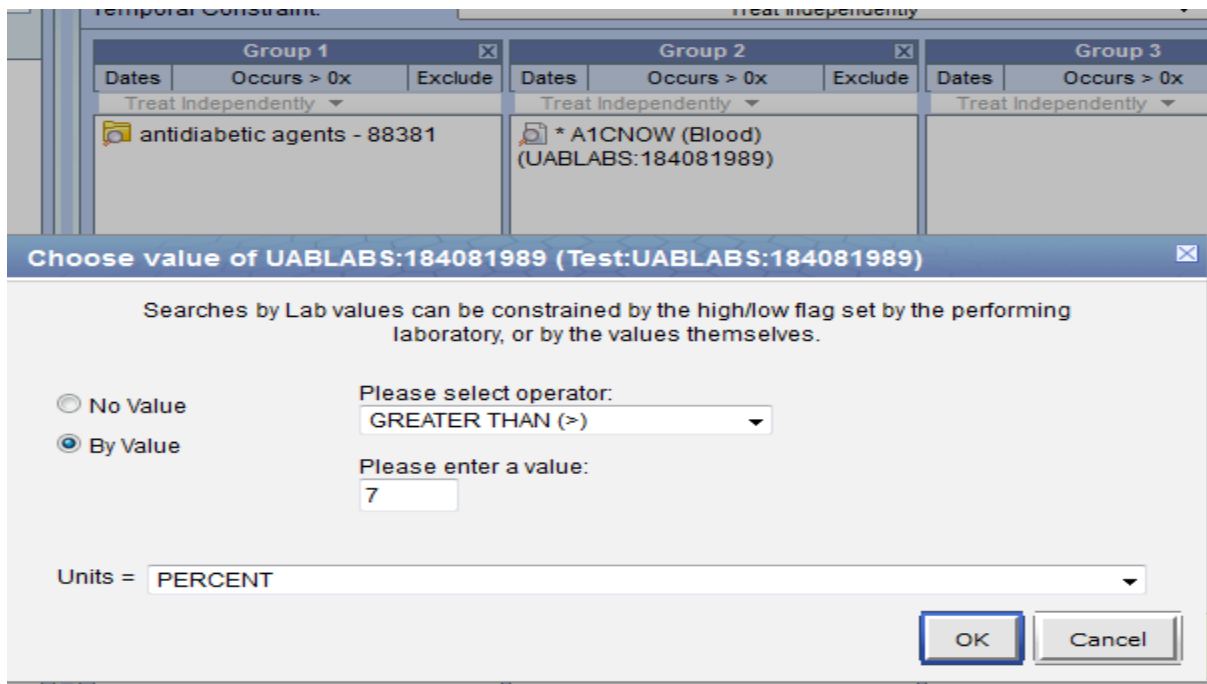 Temporal Constraint: Treat Independently
Group 1 Group 2 Group 3
Dates Occurs > 0x Exclude Dates Occurs > 0x Exclude Dates Occurs > 0x
Treat Independently Treat Independently Treat Independently
antidiabetic agents - 88381
* A1CNOW (Blood)
(UABLABS:184081989)
Choose value of UABLABS:184081989 (Test:UABLABS:184081989)
Searches by Lab values can be constrained by the high/low flag set by the performing
laboratory, or by the values themselves.
No Value
By Value
Please select operator:
GREATER THAN (>)
Please enter a value:
7
Units = PERCENT
OK Cancel